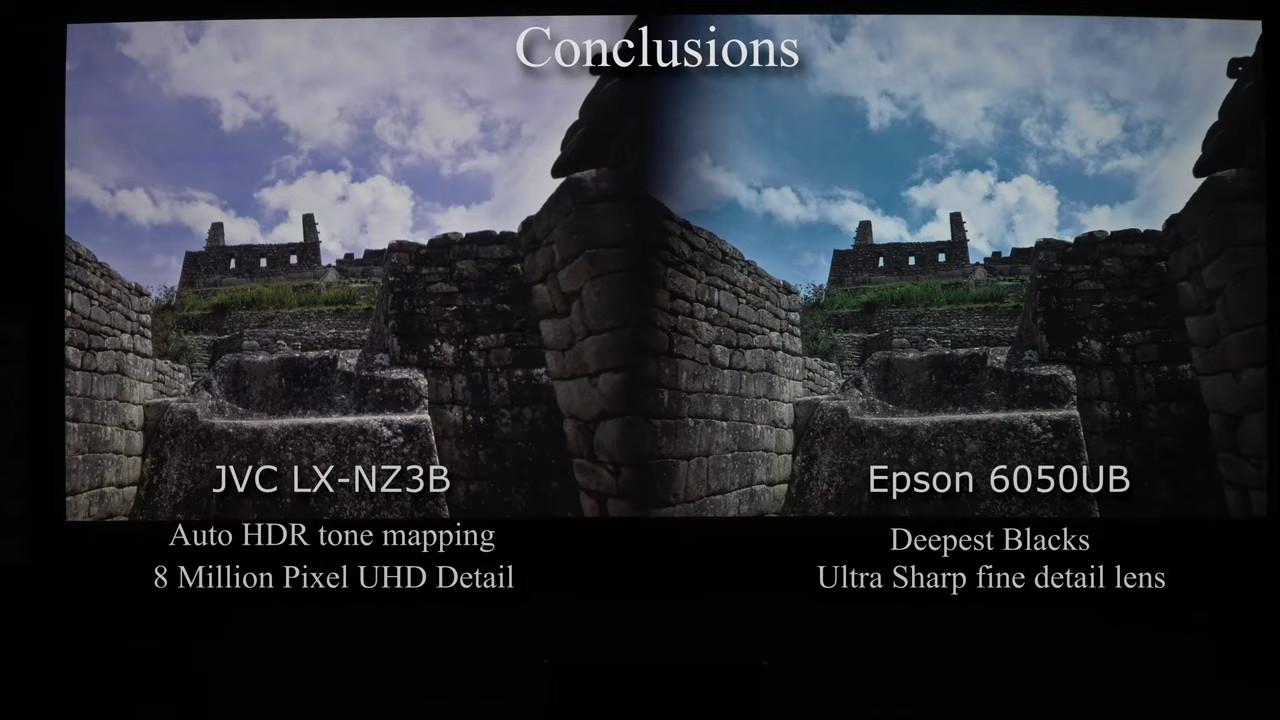 Conclusions
JVC LX-NZ3B
Auto HDR tone mapping
8 Million Pixel UHD Detail
Epson 6050UB
Deepest Blacks
Ultra Sharp fine detail lens